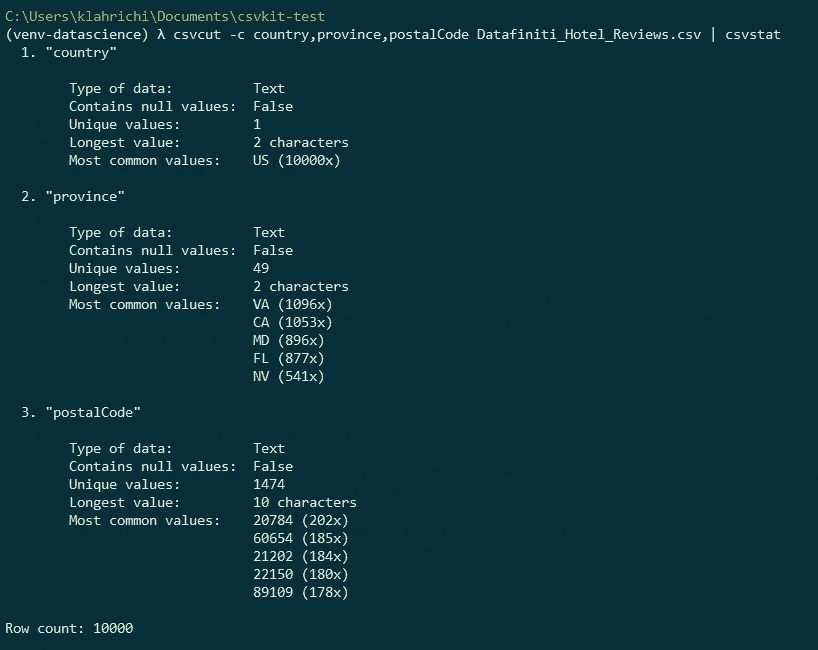 C:\Users\klahrichi\Documents\csvkit-test
(venv-datascience) λ csvcut -c country,province,postalCode Datafiniti_Hotel_Reviews.csv | csvstat
1. "country"
Type of data: Text
Contains null values: False
Unique values: 1
Longest value: 2 characters
Most common values: US (10000x)
2. "province"
Type of data: Text
Contains null values: False
Unique values: 49
Longest value: 2 characters
Most common values: VA (1096x)
CA (1053x)
MD (896x)
FL (877x)
NV (541x)
3. "postalCode"
Type of data: Text
Contains null values: False
Unique values: 1474
Longest value: 10 characters
Most common values: 20784 (202x)
60654 (185x)
21202 (184x)
22150 (180x)
89109 (178x)
Row count: 10000